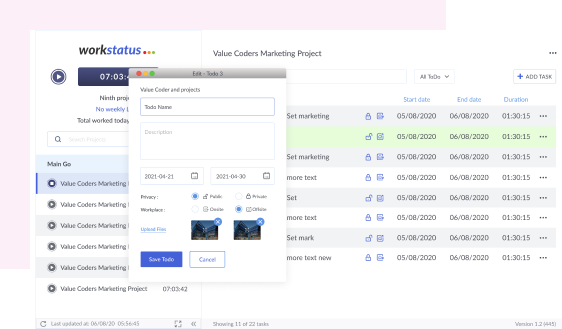 workstatus
Value Coders Marketing Project
07:03:
Edit - Todo 3
Ninth proje
No weekly l
Total worked today
Search Projects
Main Go
Value Coders Marketing
Value Coders Marketing
Value Coders Marketing
Value Coders Marketing
Value Coders Marketing
Value Coders Marketing Project 07:03:42
Last updated at: 06/08/20 05:56:45
Value Coder and projects
Todo Name
Description
2021-04-21 2021-04-30
Privacy : Public Private
Workplace : Onsite Offsite
Upload Files
Save Todo Cancel
All ToDo
+ ADD TASK
Start date End date Duration
Set marketing 05/08/2020 06/08/2020 01:30:15
05/08/2020 06/08/2020 01:30:15
Set marketing 05/08/2020 06/08/2020 01:30:15
more text 05/08/2020 06/08/2020 01:30:15
Set 05/08/2020 06/08/2020 01:30:15
more text 05/08/2020 06/08/2020 01:30:15
Set mark 05/08/2020 06/08/2020 01:30:15
more text new 05/08/2020 06/08/2020 01:30:15
Showing 11 of 22 tasks
Version 1.2 (445)